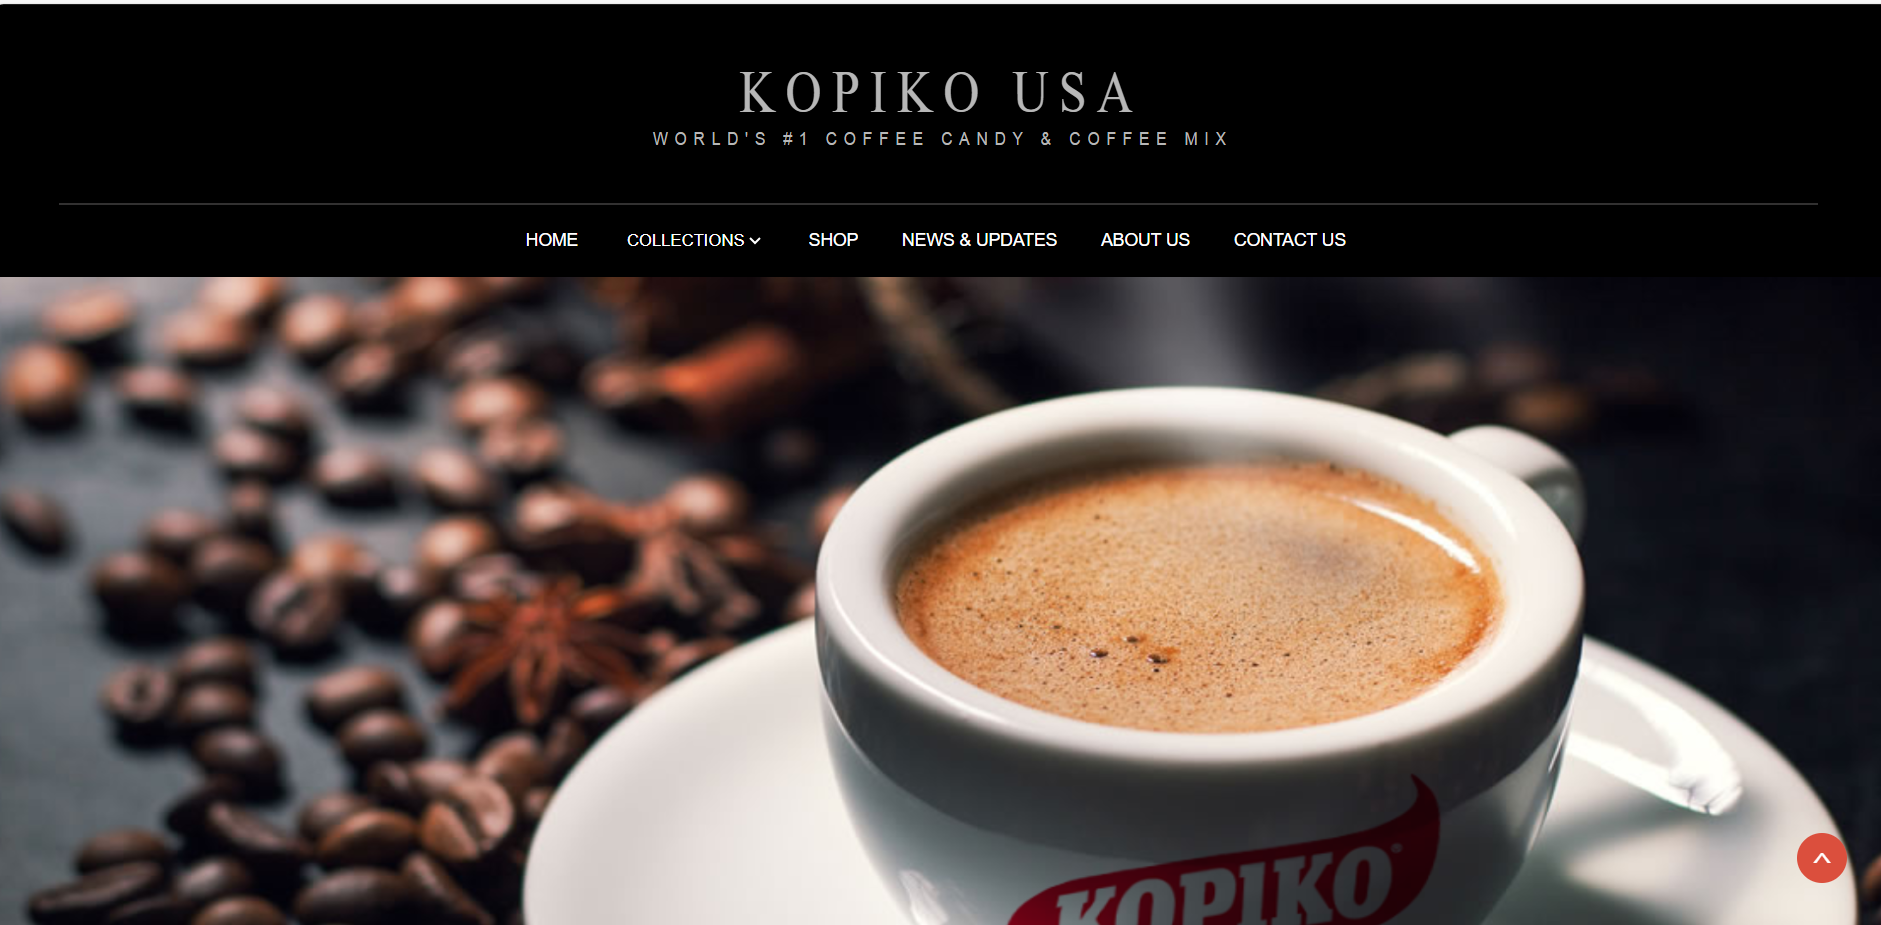 KOPIKO USA
WORLD'S #1 COFFEE CANDY & COFFEE MIX
HOME COLLECTIONS SHOP NEWS & UPDATES ABOUT US CONTACT US
KOPIKO®